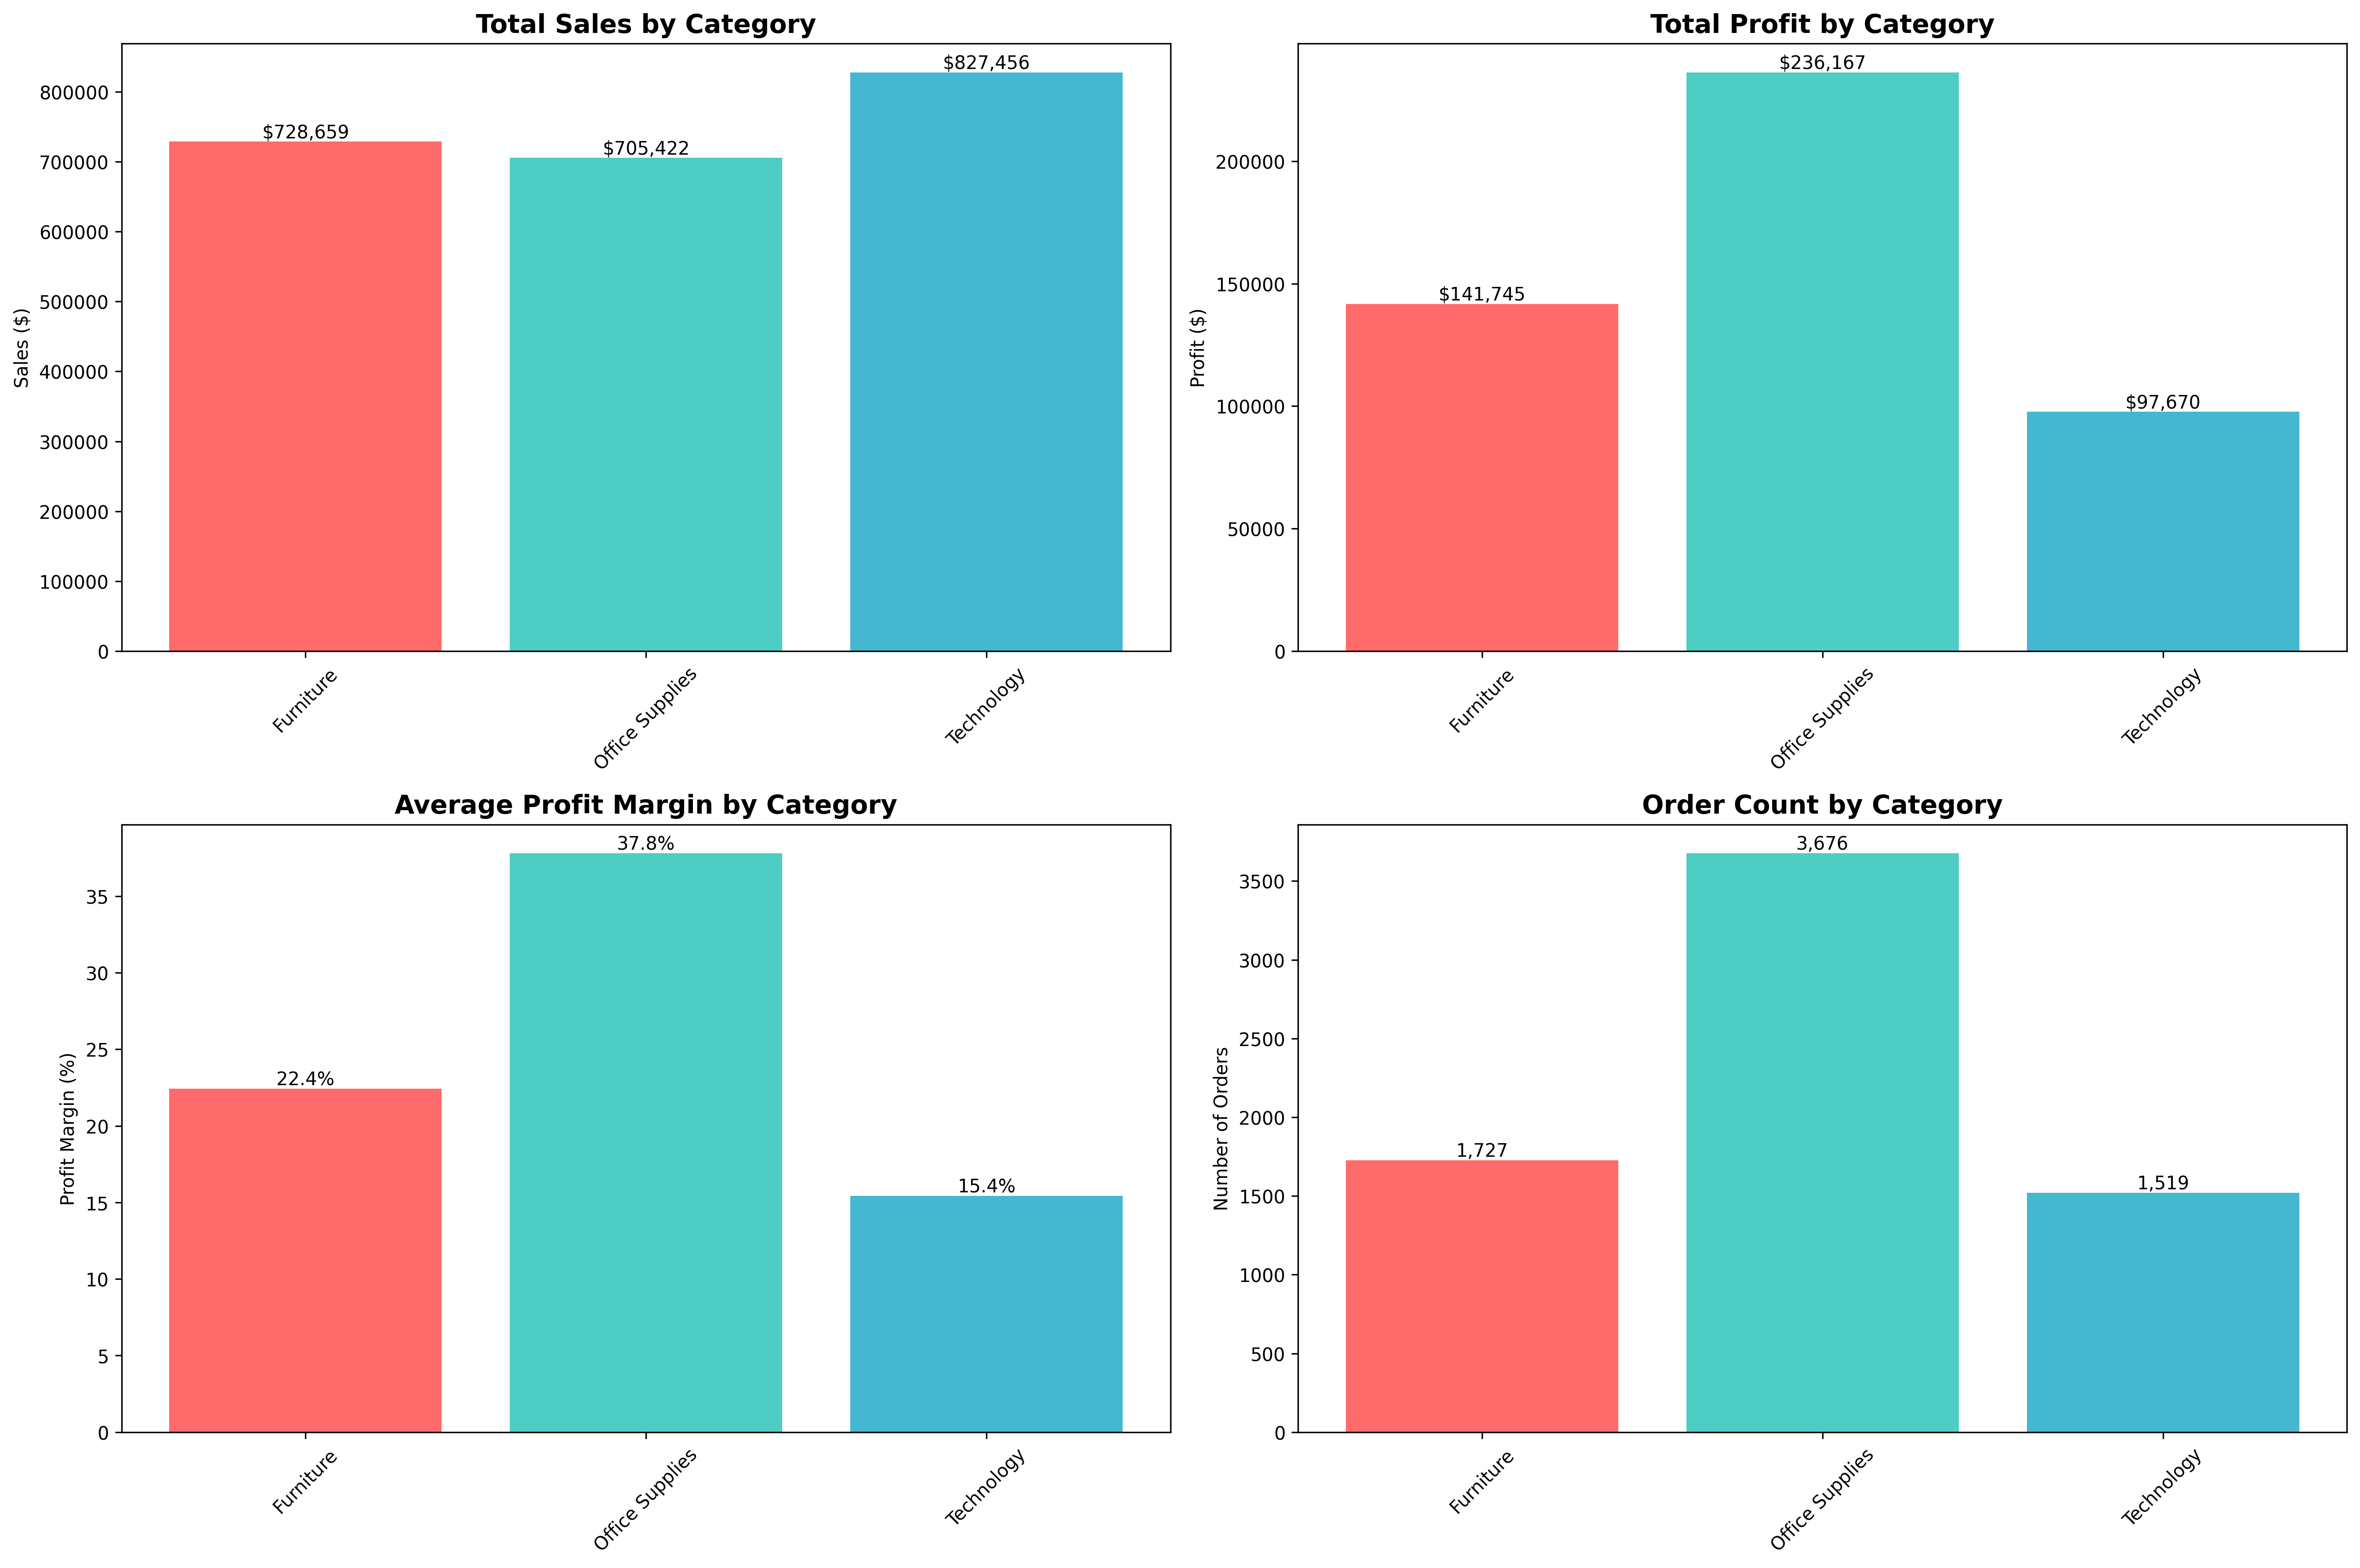 Total Sales by Category
Sales ($)
800000
700000
600000
500000
400000
300000
200000
100000
0
$728,659
$705,422
$827,456
Furniture
Office Supplies
Technology
Total Profit by Category
Profit ($)
200000
150000
100000
50000
0
$141,745
$236,167
$97,670
Furniture
Office Supplies
Technology
Average Profit Margin by Category
Profit Margin (%)
35
30
25
20
15
10
5
0
22.4%
37.8%
15.4%
Furniture
Office Supplies
Technology
Order Count by Category
Number of Orders
3500
3000
2500
2000
1500
1000
500
0
1,727
3,676
1,519
Furniture
Office Supplies
Technology